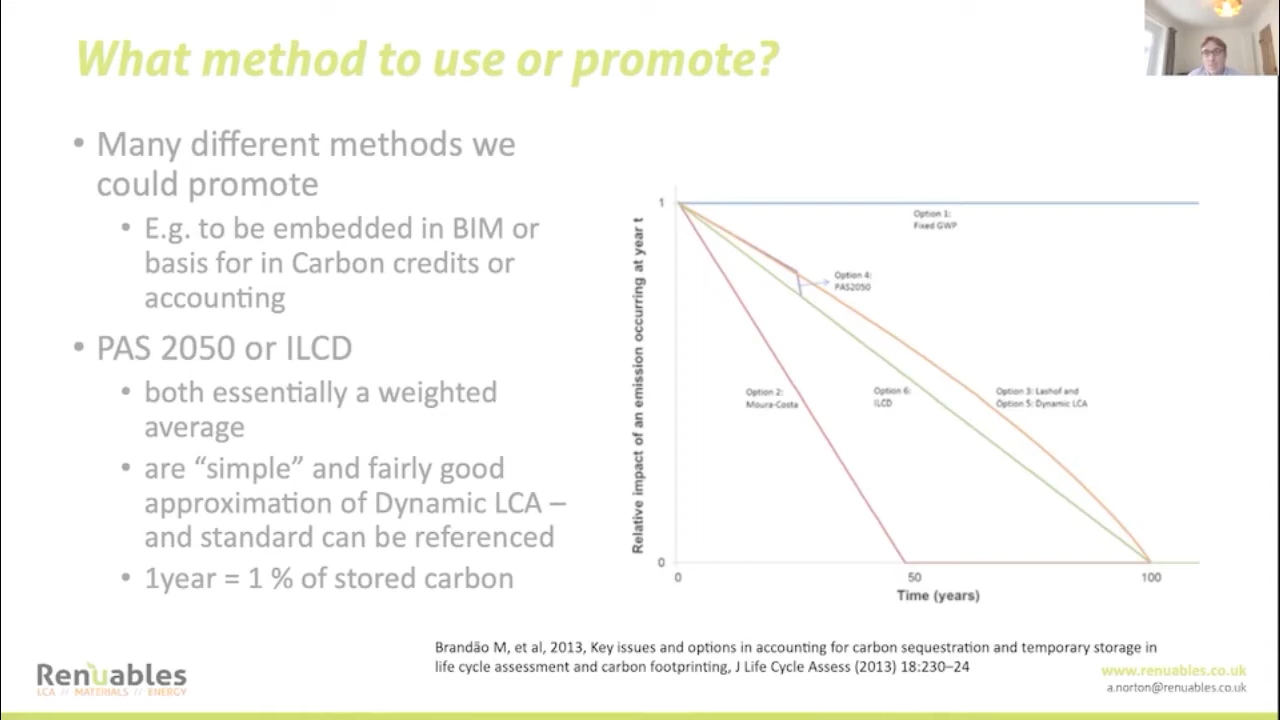 What method to use or promote?
• Many different methods we
could promote
• E.g. to be embedded in BIM or
basis for in Carbon credits or
accounting
• PAS 2050 or ILCD
• both essentially a weighted
average
• are “simple” and fairly good
approximation of Dynamic LCA –
and standard can be referenced
• 1year = 1 % of stored carbon
Relative impact of an emission occurring at year t
1
0
Option 1:
Fixed GWP
Option 4:
PAS2050
Option 2:
Moura-Costa
Option 6:
ILCD
Option 3: Lashof and
Option 5: Dynamic LCA
0
50
100
Time (years)
Brandão M, et al, 2013, Key issues and options in accounting for carbon sequestration and temporary storage in
life cycle assessment and carbon footprinting, J Life Cycle Assess (2013) 18:230–24
Renuables
LCA // MATERIALS // ENERGY
www.renuables.co.uk
a.norton@renuables.co.uk